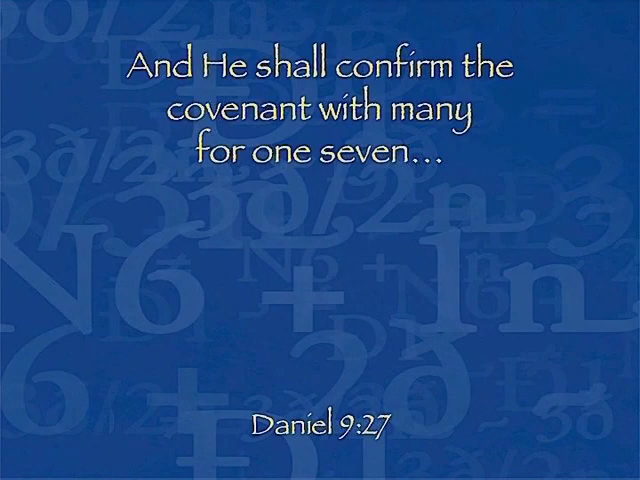 And He shall confirm the
covenant with many
for one seven…
Daniel 9:27